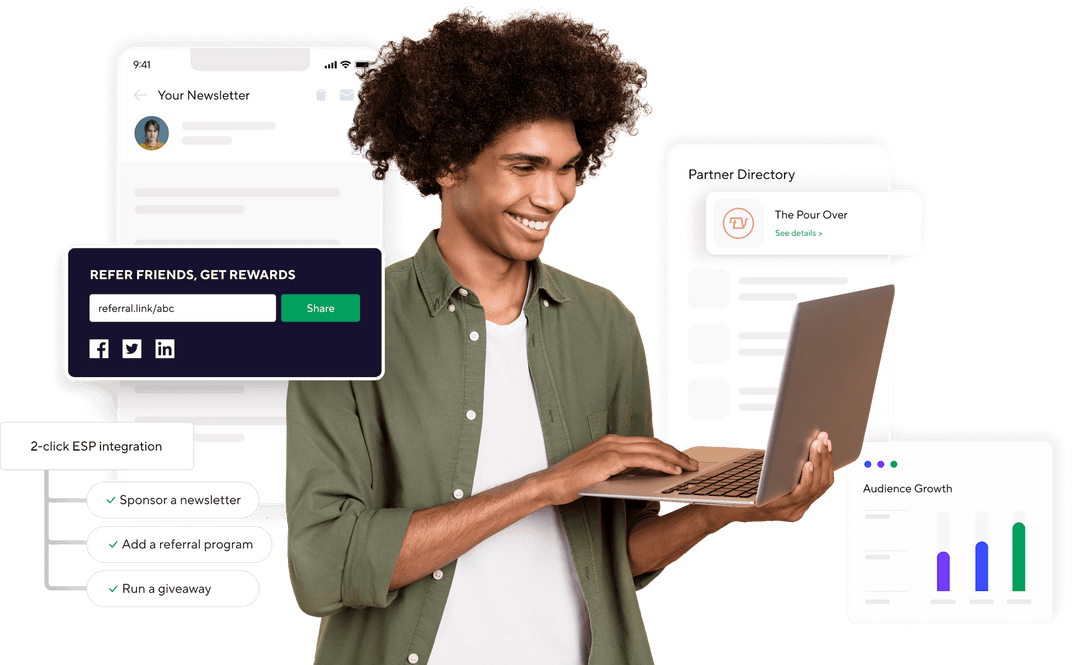 9:41
Your Newsletter
REFER FRIENDS, GET REWARDS
referral.link/abc
Share
2-click ESP integration
Sponsor a newsletter
Add a referral program
Run a giveaway
Partner Directory
The Pour Over
See details >
Audience Growth